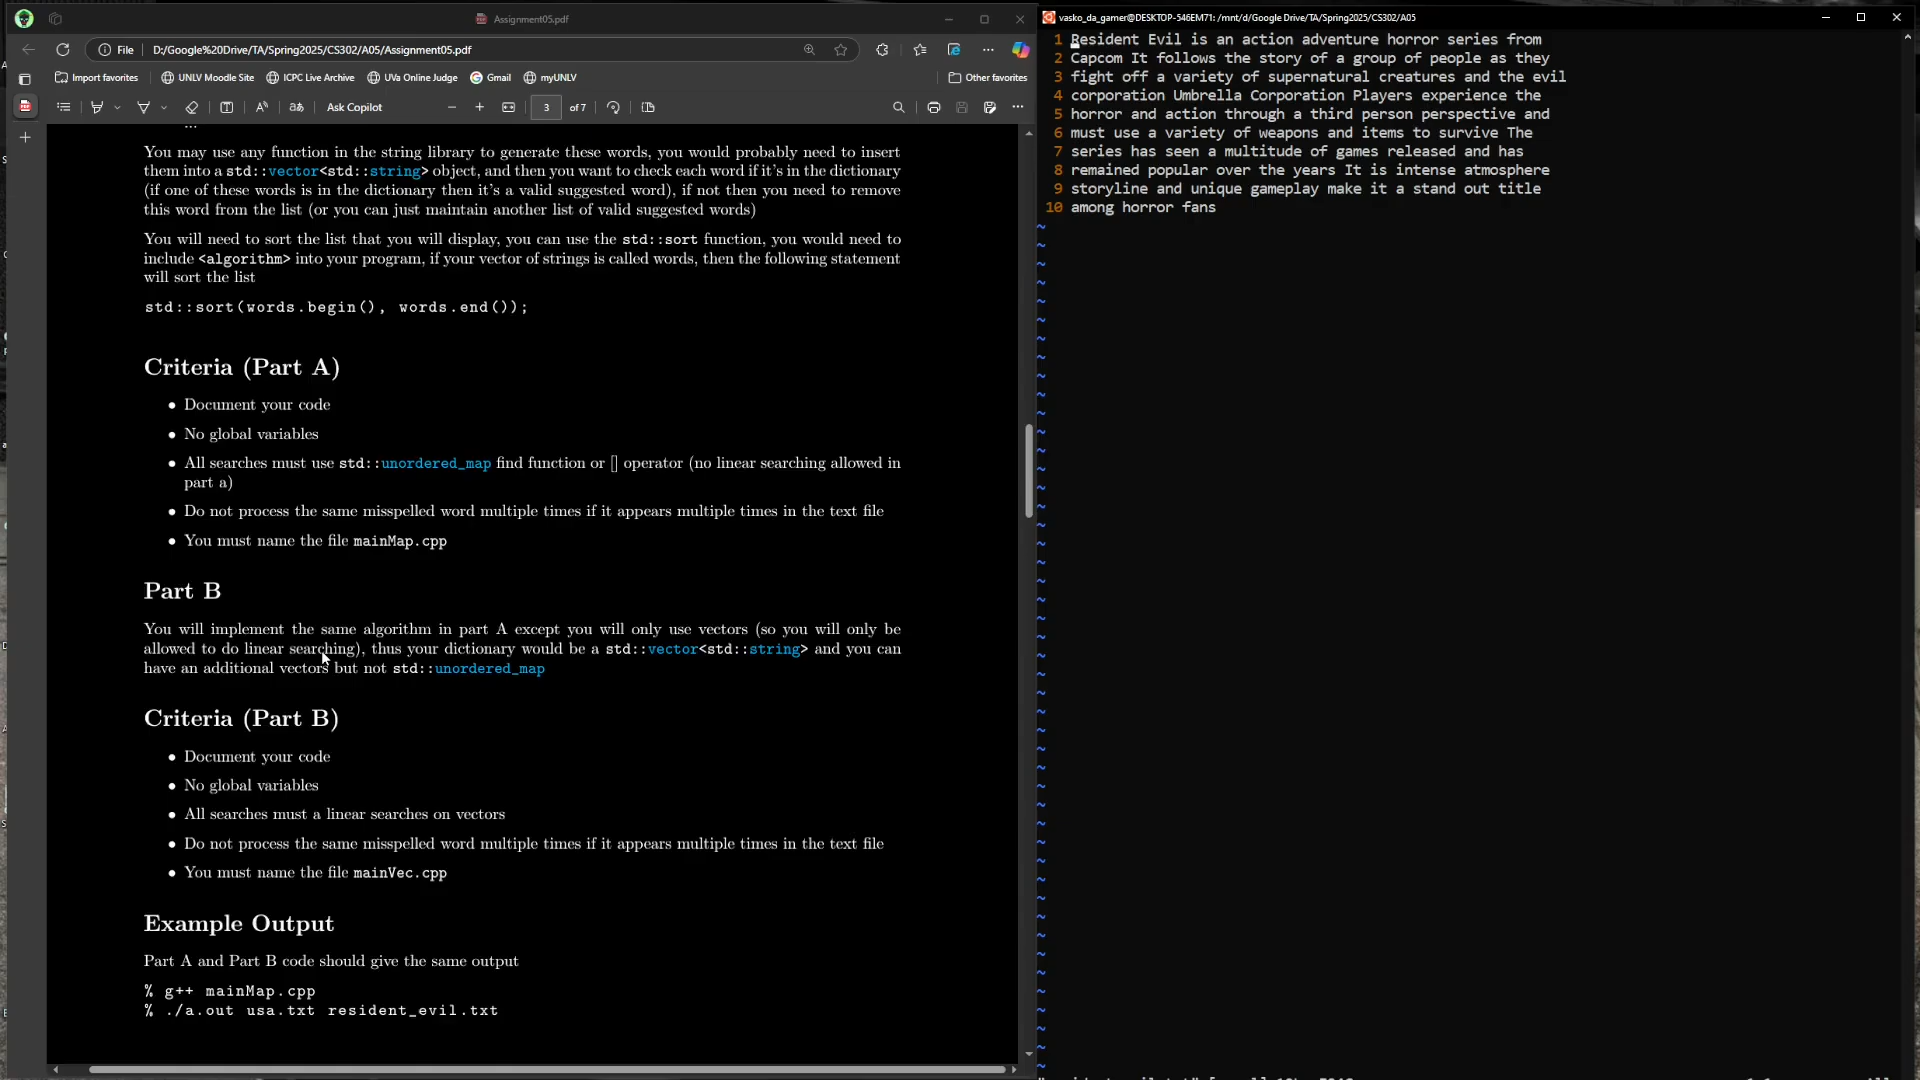 Assignment05.pdf
File
D:/Google%20Drive/TA/Spring2025/CS302/A05/Assignment05.pdf
Import favorites
UNLV Moodle Site
ICPC Live Archive
UVa Online Judge
Gmail
myUNLV
Other favorites
Ask Copilot
3 of 7
...
You may use any function in the string library to generate these words, you would probably need to insert
them into a std::vector<std::string> object, and then you want to check each word if it's in the dictionary
(if one of these words is in the dictionary then it's a valid suggested word), if not then you need to remove
this word from the list (or you can just maintain another list of valid suggested words)
You will need to sort the list that you will display, you can use the std::sort function, you would need to
include <algorithm> into your program, if your vector of strings is called words, then the following statement
will sort the list
std::sort(words.begin(), words.end());
Criteria (Part A)
• Document your code
• No global variables
• All searches must use std::unordered_map find function or [] operator (no linear searching allowed in
part a)
• Do not process the same misspelled word multiple times if it appears multiple times in the text file
• You must name the file mainMap.cpp
Part B
You will implement the same algorithm in part A except you will only use vectors (so you will only be
allowed to do linear searching), thus your dictionary would be a std::vector<std::string> and you can
have an additional vectors but not std::unordered_map
Criteria (Part B)
• Document your code
• No global variables
• All searches must a linear searches on vectors
• Do not process the same misspelled word multiple times if it appears multiple times in the text file
• You must name the file mainVec.cpp
Example Output
Part A and Part B code should give the same output
% g++ mainMap.cpp
% ./a.out usa.txt resident_evil.txt
vasko_da_gamer@DESKTOP-546EM71: /mnt/d/Google Drive/TA/Spring2025/CS302/A05
1 Resident Evil is an action adventure horror series from
2 Capcom It follows the story of a group of people as they
3 fight off a variety of supernatural creatures and the evil
4 corporation Umbrella Corporation Players experience the
5 horror and action through a third person perspective and
6 must use a variety of weapons and items to survive The
7 series has seen a multitude of games released and has
8 remained popular over the years It is intense atmosphere
9 storyline and unique gameplay make it a stand out title
10 among horror fans